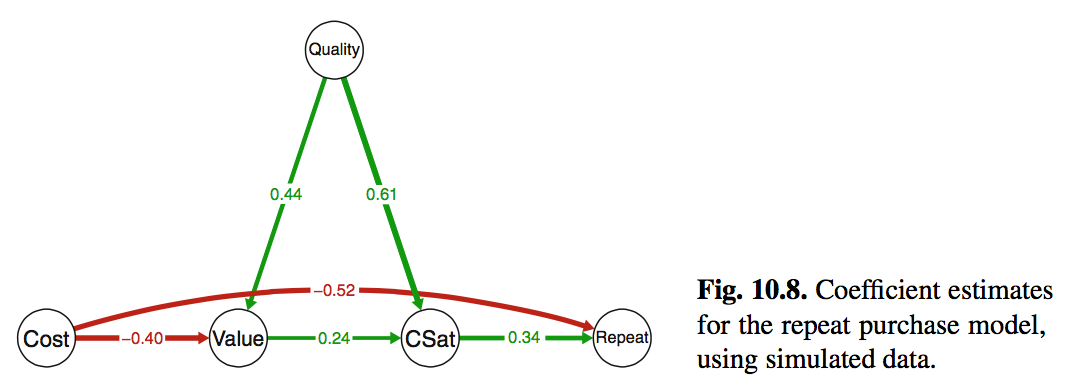 Quality
0.44
0.61
−0.52
Cost
−0.40
Value
0.24
CSat
0.34
Repeat
Fig. 10.8. Coefficient estimates
for the repeat purchase model,
using simulated data.